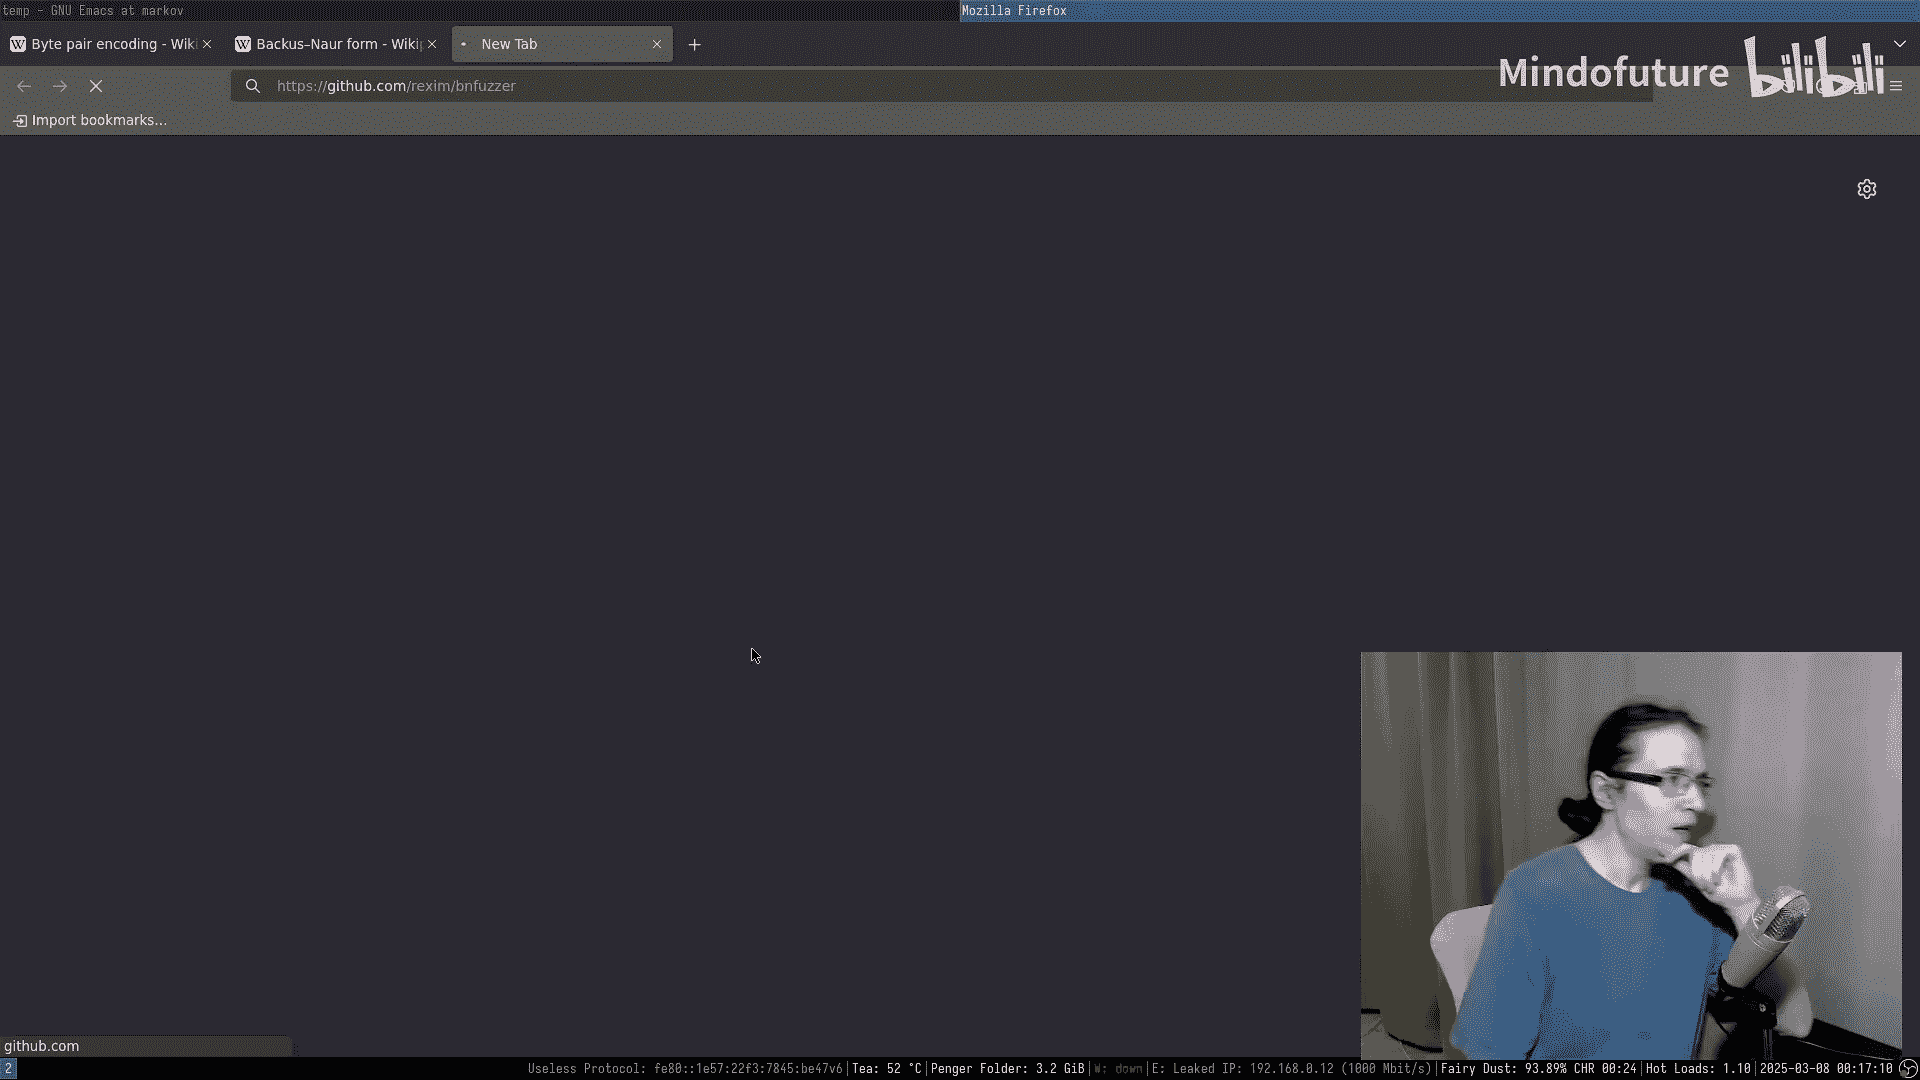 temp - GNU Emacs at markov
Mozilla Firefox
Byte pair encoding - Wiki
Backus–Naur form - Wikip
New Tab
Mindofuture bilibili
https://github.com/rexim/bnfuzzer
Import bookmarks...
github.com
2
Useless Protocol: fe80::1e57:22f3:7845:be47v6|Tea: 52 °C|Penger Folder: 3.2 GiB|W: down|E: Leaked IP: 192.168.0.12 (1000 Mbit/s)|Fairy Dust: 93.89% CHR 00:24|Hot Loads: 1.10|2025-03-08 00:17:10